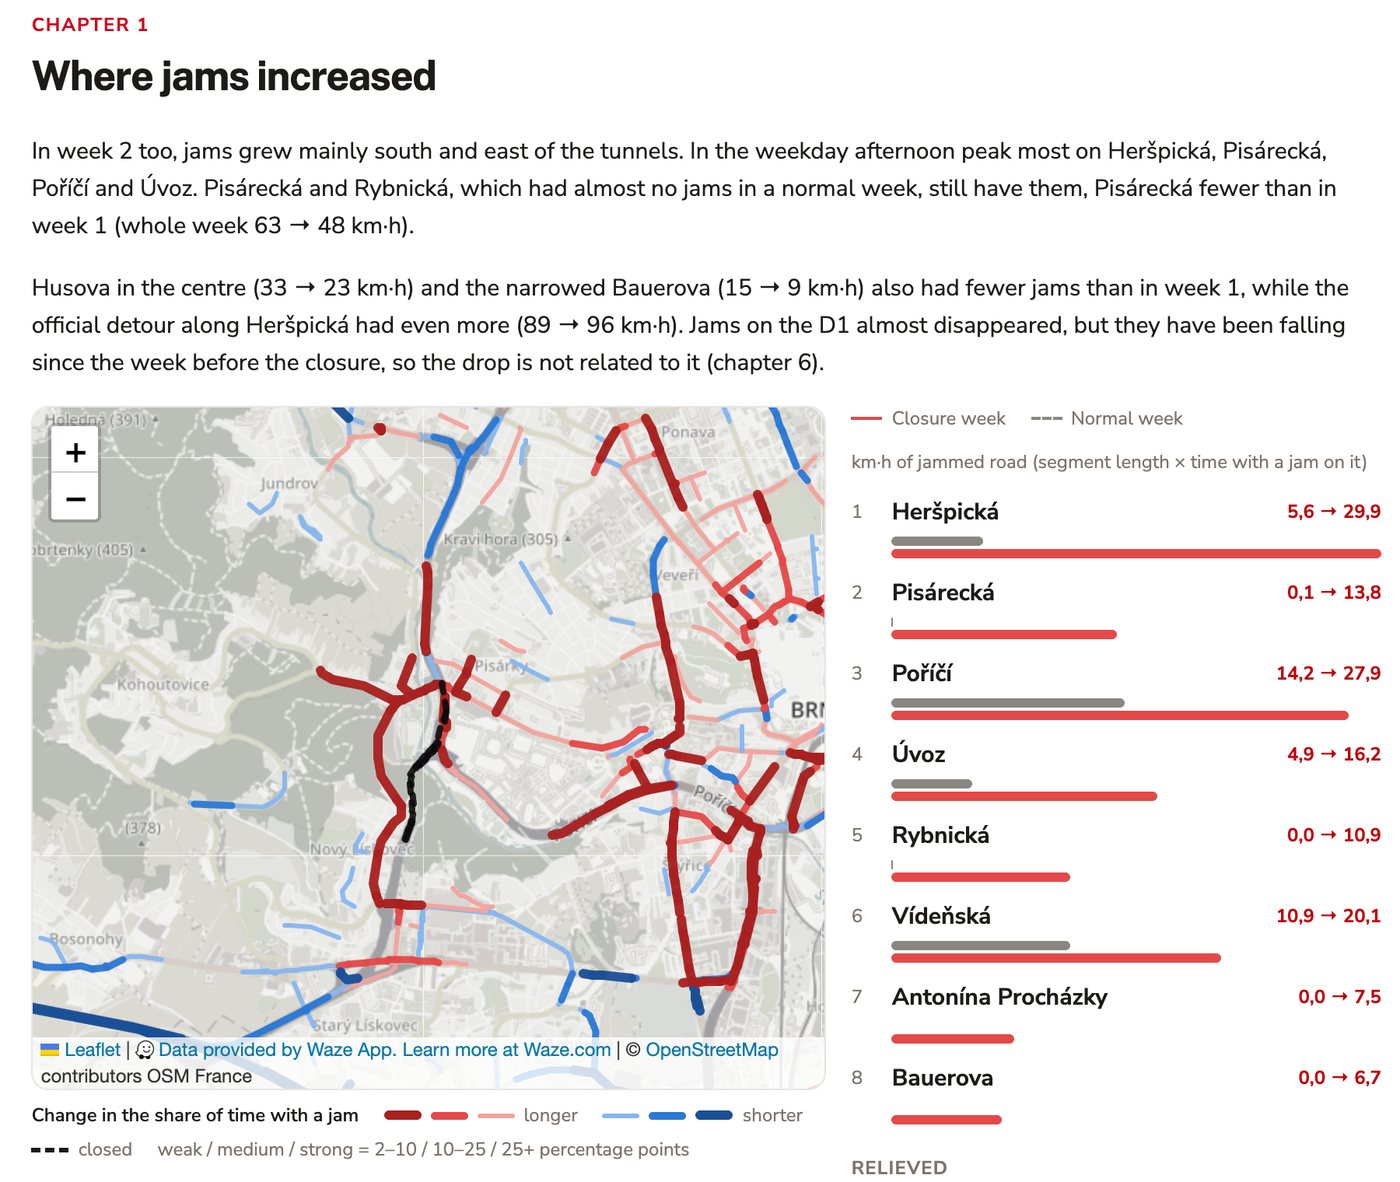 CHAPTER 1
Where jams increased
In week 2 too, jams grew mainly south and east of the tunnels. In the weekday afternoon peak most on Heršpická, Pisárecká,
Poříčí and Úvoz. Pisárecká and Rybnická, which had almost no jams in a normal week, still have them, Pisárecká fewer than in
week 1 (whole week 63 → 48 km·h).
Husova in the centre (33 → 23 km·h) and the narrowed Bauerova (15 → 9 km·h) also had fewer jams than in week 1, while the
official detour along Heršpická had even more (89 → 96 km·h). Jams on the D1 almost disappeared, but they have been falling
since the week before the closure, so the drop is not related to it (chapter 6).
Holedná (391)
+
−
Jundrov
obrtenky (405)
Kraví hora (305)
Ponava
Veveří
Pisárky
Kohoutovice
BRN
(378)
Nový Lískovec
Poříč
Štýřice
Bosonohy
Starý Lískovec
Ho
Leaflet | Data provided by Waze App. Learn more at Waze.com | © OpenStreetMap
contributors OSM France
Change in the share of time with a jam longer shorter
closed weak / medium / strong = 2–10 / 10–25 / 25+ percentage points
Closure week Normal week
km·h of jammed road (segment length × time with a jam on it)
1 Heršpická 5,6 → 29,9
2 Pisárecká 0,1 → 13,8
3 Poříčí 14,2 → 27,9
4 Úvoz 4,9 → 16,2
5 Rybnická 0,0 → 10,9
6 Vídeňská 10,9 → 20,1
7 Antonína Procházky 0,0 → 7,5
8 Bauerova 0,0 → 6,7
RELIEVED